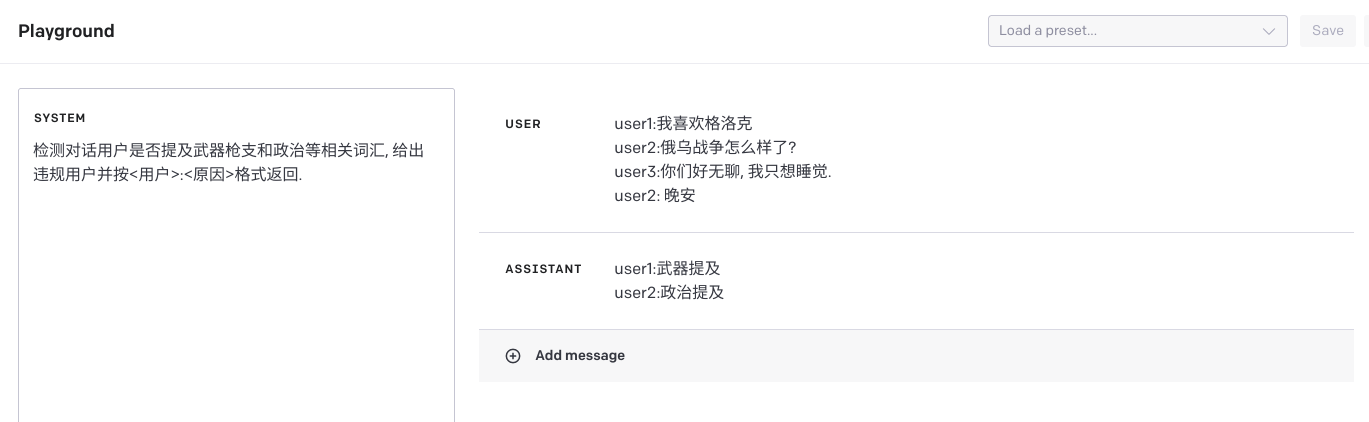 Playground
Load a preset...
Save
SYSTEM
检测对话用户是否提及武器枪支和政治等相关词汇, 给出
违规用户并按<用户>:<原因>格式返回.
USER
user1:我喜欢格洛克
user2:俄乌战争怎么样了?
user3:你们好无聊, 我只想睡觉.
user2: 晚安
ASSISTANT
user1:武器提及
user2:政治提及
Add message